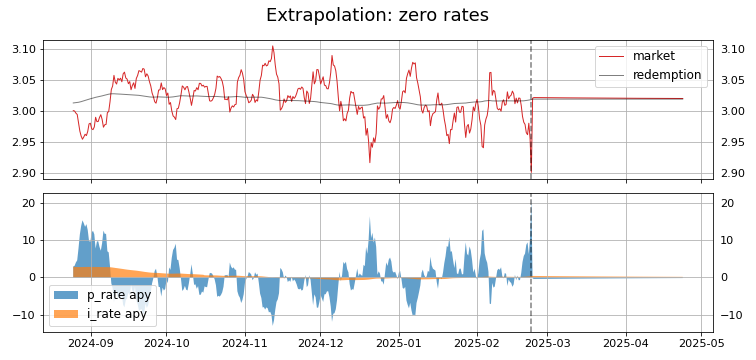 Extrapolation: zero rates
3.10 3.10
3.05 3.05
3.00 3.00
2.95 2.95
2.90 2.90
market
redemption
20 20
10 10
0 0
−10 −10
p_rate apy
i_rate apy
2024-09 2024-10 2024-11 2024-12 2025-01 2025-02 2025-03 2025-04 2025-05